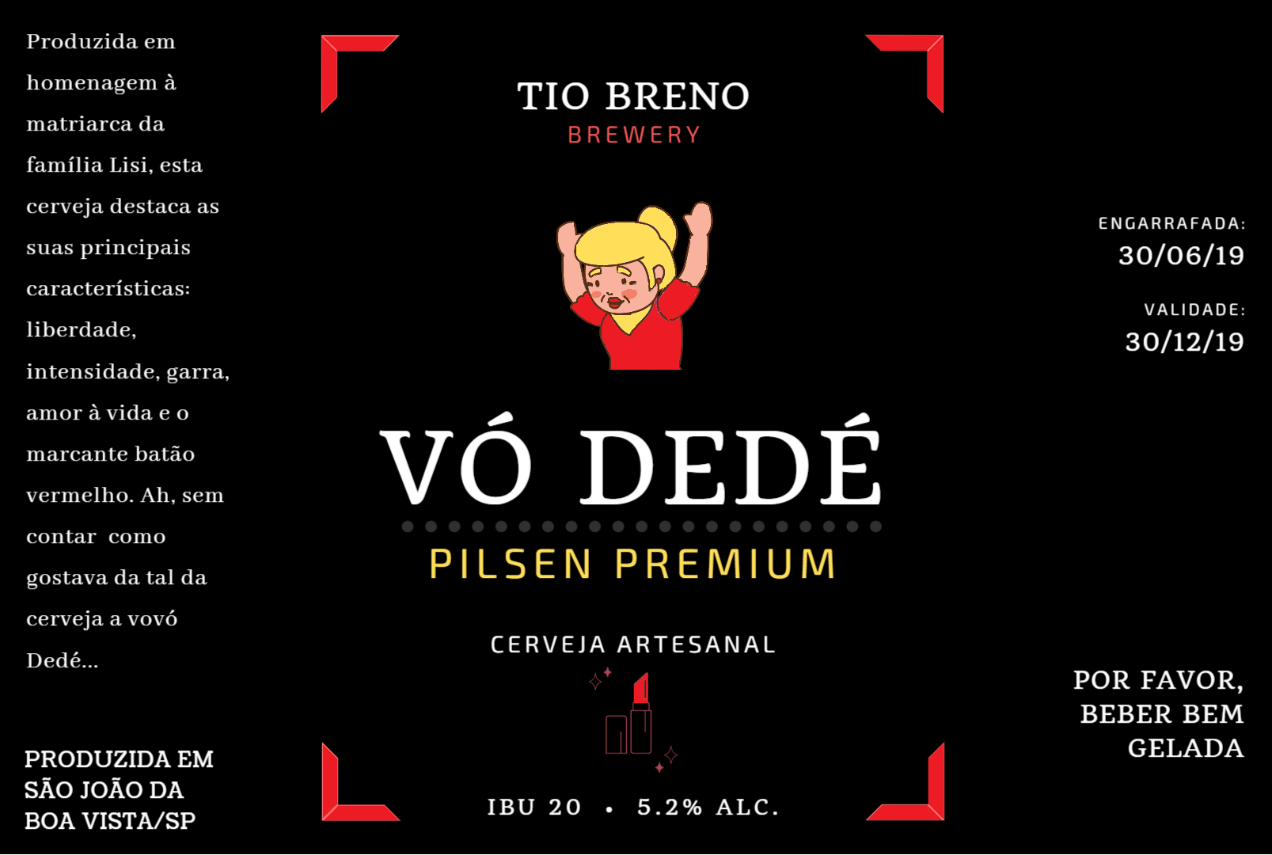 Produzida em
homenagem à
matriarca da
família Lisi, esta
cerveja destaca as
suas principais
características:
liberdade,
intensidade, garra,
amor à vida e o
marcante batão
vermelho. Ah, sem
contar como
gostava da tal da
cerveja a vovó
Dedé...
PRODUZIDA EM
SÃO JOÃO DA
BOA VISTA/SP
TIO BRENO
BREWERY
VÓ DEDÉ
PILSEN PREMIUM
CERVEJA ARTESANAL
IBU 20 • 5.2% ALC.
ENGARRAFADA:
30/06/19
VALIDADE:
30/12/19
POR FAVOR,
BEBER BEM
GELADA